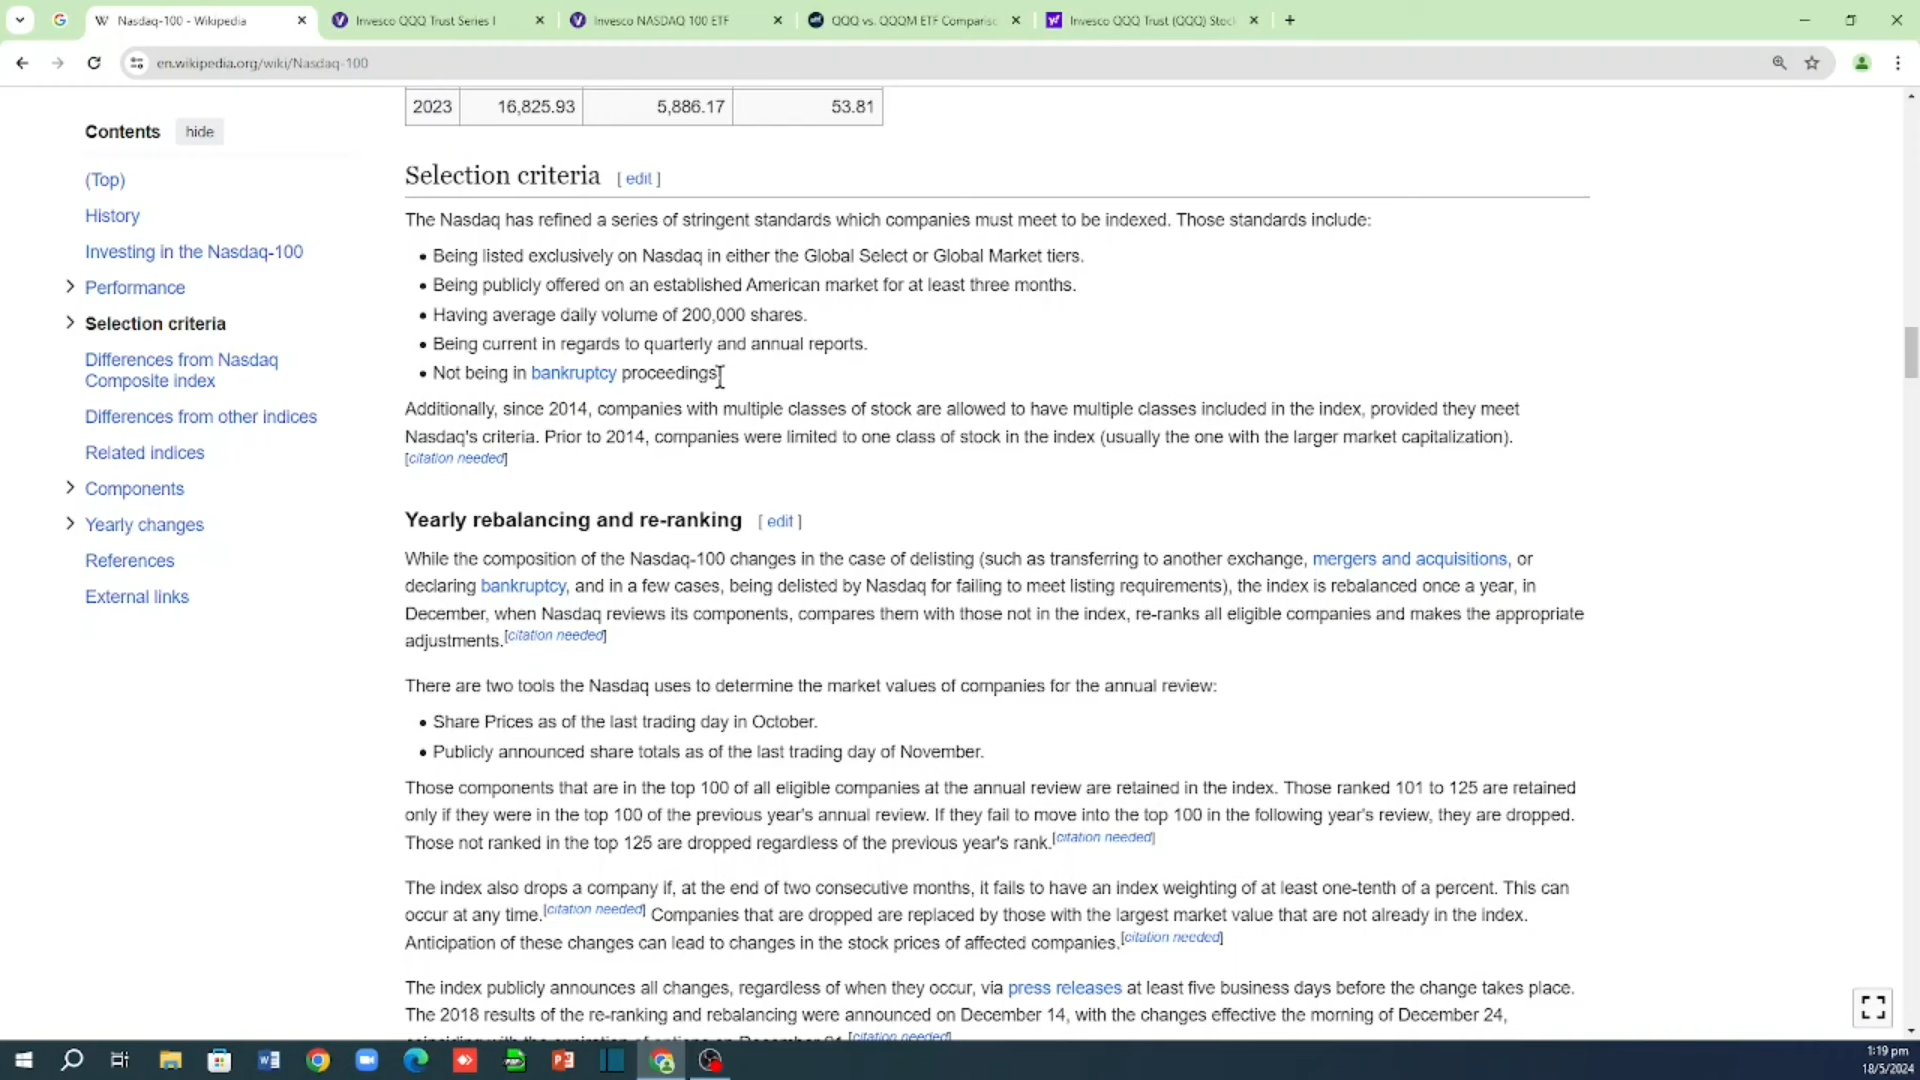 Nasdaq-100 - Wikipedia
Invesco QQQ Trust Series I
Invesco NASDAQ 100 ETF
QQQ vs. QQQM ETF Comparisc
Invesco QQQ Trust (QQQ) Stoc
en.wikipedia.org/wiki/Nasdaq-100
2023 16,825.93 5,886.17 53.81
Contents hide
(Top)
History
Investing in the Nasdaq-100
Performance
Selection criteria
Differences from Nasdaq
Composite index
Differences from other indices
Related indices
Components
Yearly changes
References
External links
Selection criteria [ edit ]
The Nasdaq has refined a series of stringent standards which companies must meet to be indexed. Those standards include:
• Being listed exclusively on Nasdaq in either the Global Select or Global Market tiers.
• Being publicly offered on an established American market for at least three months.
• Having average daily volume of 200,000 shares.
• Being current in regards to quarterly and annual reports.
• Not being in bankruptcy proceedings
Additionally, since 2014, companies with multiple classes of stock are allowed to have multiple classes included in the index, provided they meet
Nasdaq's criteria. Prior to 2014, companies were limited to one class of stock in the index (usually the one with the larger market capitalization).
[citation needed]
Yearly rebalancing and re-ranking [ edit ]
While the composition of the Nasdaq-100 changes in the case of delisting (such as transferring to another exchange, mergers and acquisitions, or
declaring bankruptcy, and in a few cases, being delisted by Nasdaq for failing to meet listing requirements), the index is rebalanced once a year, in
December, when Nasdaq reviews its components, compares them with those not in the index, re-ranks all eligible companies and makes the appropriate
adjustments.[citation needed]
There are two tools the Nasdaq uses to determine the market values of companies for the annual review:
• Share Prices as of the last trading day in October.
• Publicly announced share totals as of the last trading day of November.
Those components that are in the top 100 of all eligible companies at the annual review are retained in the index. Those ranked 101 to 125 are retained
only if they were in the top 100 of the previous year's annual review. If they fail to move into the top 100 in the following year's review, they are dropped.
Those not ranked in the top 125 are dropped regardless of the previous year's rank.[citation needed]
The index also drops a company if, at the end of two consecutive months, it fails to have an index weighting of at least one-tenth of a percent. This can
occur at any time.[citation needed] Companies that are dropped are replaced by those with the largest market value that are not already in the index.
Anticipation of these changes can lead to changes in the stock prices of affected companies.[citation needed]
The index publicly announces all changes, regardless of when they occur, via press releases at least five business days before the change takes place.
The 2018 results of the re-ranking and rebalancing were announced on December 14, with the changes effective the morning of December 24,
[citation needed]
1:19 pm
18/5/2024